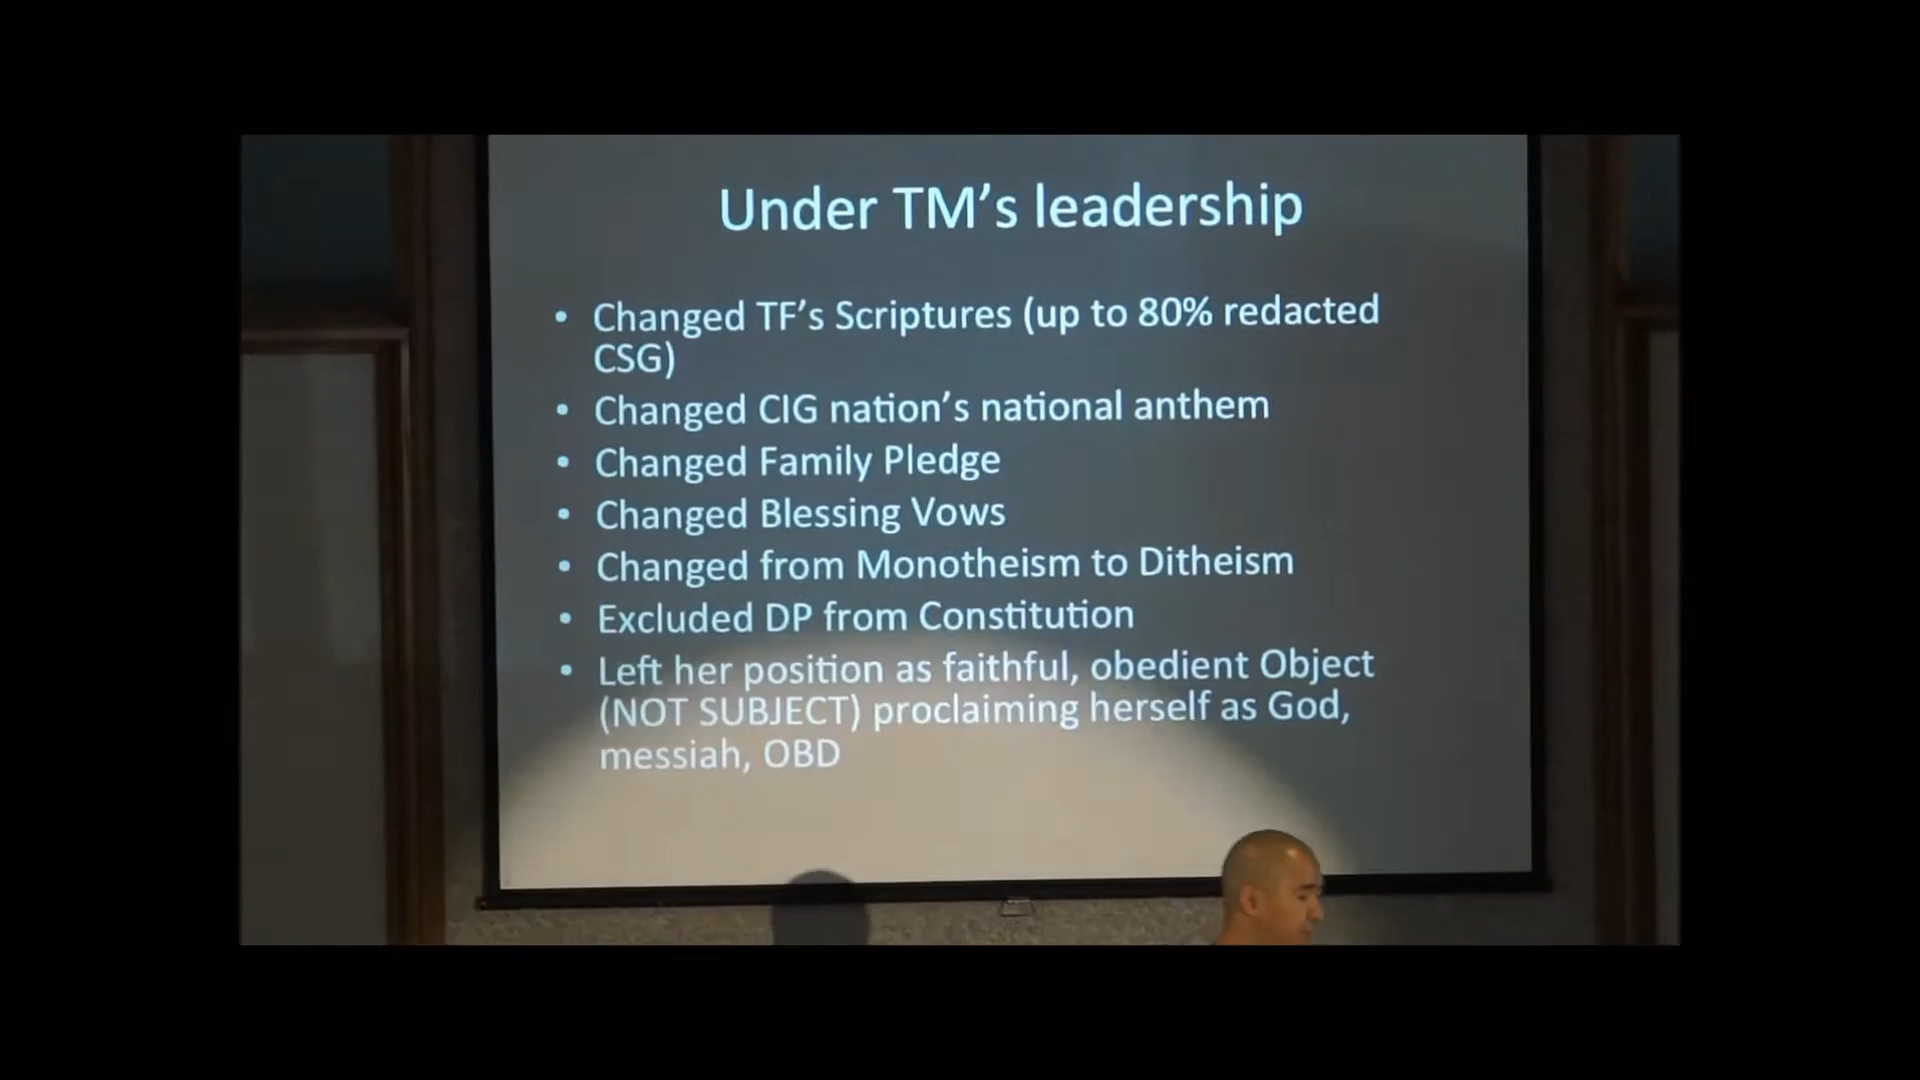 Under TM’s leadership
• Changed TF’s Scriptures (up to 80% redacted
CSG)
• Changed CIG nation’s national anthem
• Changed Family Pledge
• Changed Blessing Vows
• Changed from Monotheism to Ditheism
• Excluded DP from Constitution
• Left her position as faithful, obedient Object
(NOT SUBJECT) proclaiming herself as God,
messiah, OBD